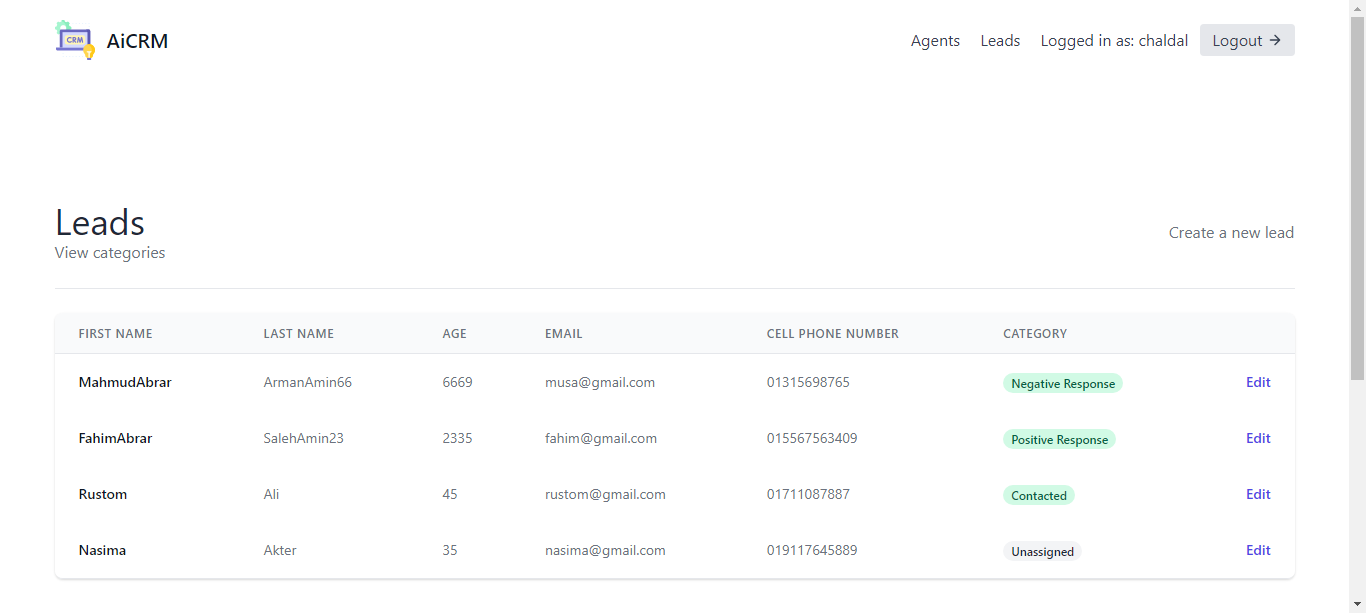 CRM
AiCRM
Agents Leads Logged in as: chaldal Logout →
Leads
View categories
Create a new lead
FIRST NAME LAST NAME AGE EMAIL CELL PHONE NUMBER CATEGORY
MahmudAbrar ArmanAmin66 6669 musa@gmail.com 01315698765 Negative Response Edit
FahimAbrar SalehAmin23 2335 fahim@gmail.com 015567563409 Positive Response Edit
Rustom Ali 45 rustom@gmail.com 01711087887 Contacted Edit
Nasima Akter 35 nasima@gmail.com 019117645889 Unassigned Edit